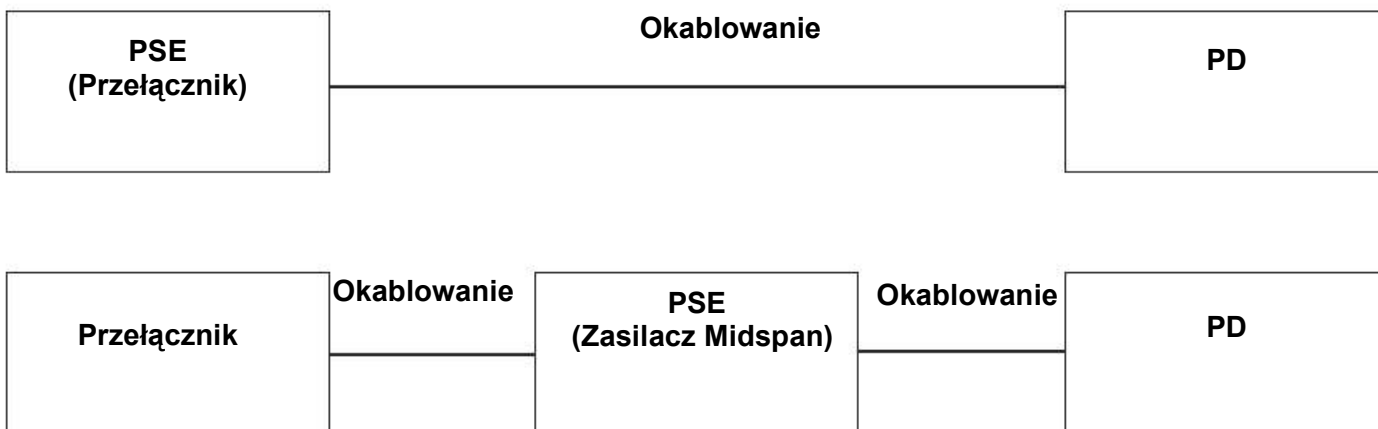 Okablowanie
PSE
(Przełącznik)
PD
Okablowanie
Okablowanie
Przełącznik
PSE
(Zasilacz Midspan)
PD